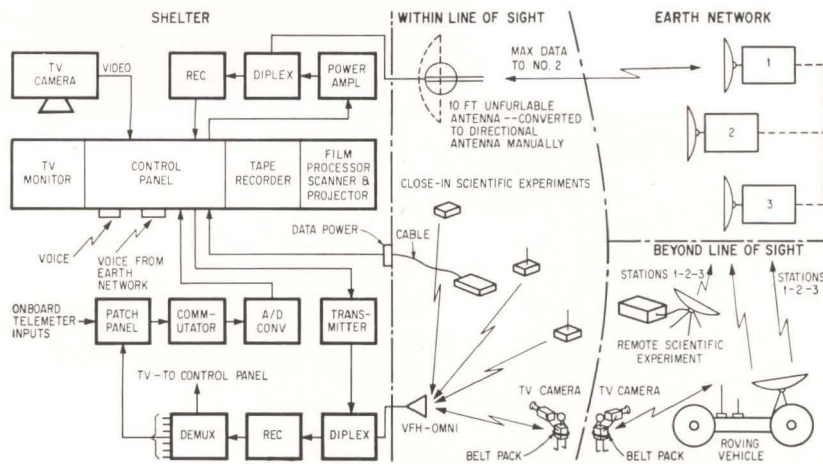 SHELTER
WITHIN LINE OF SIGHT
EARTH NETWORK
TV
CAMERA
VIDEO
REC
DIPLEX
POWER
AMPL
MAX DATA
TO NO. 2
1
10 FT UNFURLABLE
ANTENNA -- CONVERTED
TO DIRECTIONAL
ANTENNA MANUALLY
2
TV
MONITOR
CONTROL
PANEL
TAPE
RECORDER
FILM
PROCESSOR
SCANNER &
PROJECTOR
CLOSE-IN SCIENTIFIC EXPERIMENTS
3
DATA POWER
CABLE
VOICE
VOICE FROM
EARTH
NETWORK
BEYOND LINE OF SIGHT
STATIONS 1-2-3
STATIONS
1-2-3
ONBOARD
TELEMETER
INPUTS
PATCH
PANEL
COMM-
UTATOR
A/D
CONV
TRANS-
MITTER
REMOTE SCIENTIFIC
EXPERIMENT
TV-TO CONTROL PANEL
TV CAMERA
TV CAMERA
DEMUX
REC
DIPLEX
VFH-OMNI
BELT PACK
BELT PACK
ROVING
VEHICLE